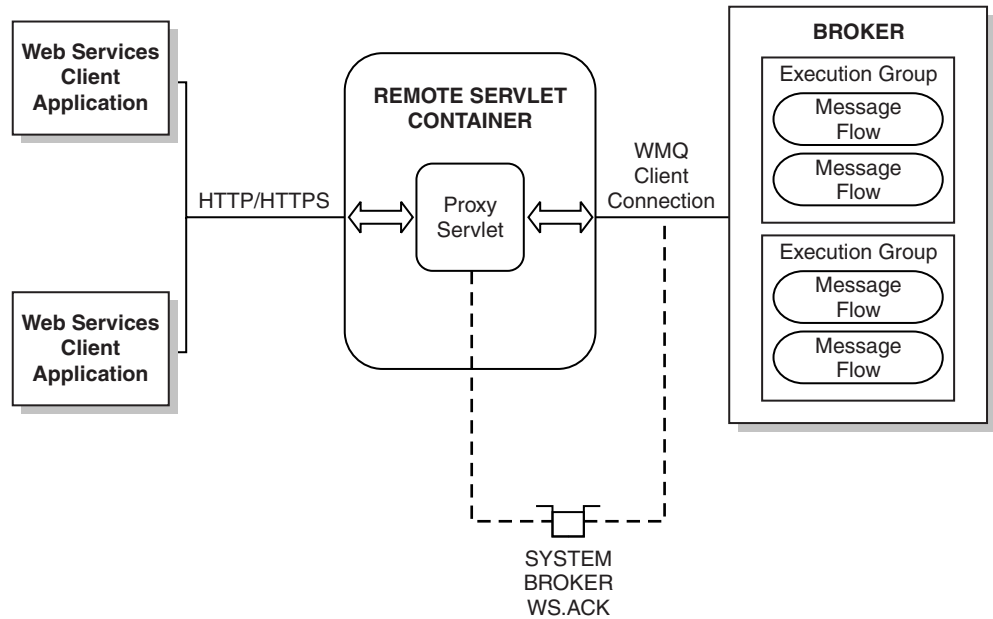 Web Services
Client
Application
Web Services
Client
Application
HTTP/HTTPS
REMOTE SERVLET
CONTAINER
Proxy
Servlet
WMQ
Client
Connection
SYSTEM
BROKER
WS.ACK
BROKER
Execution Group
Message
Flow
Message
Flow
Execution Group
Message
Flow
Message
Flow